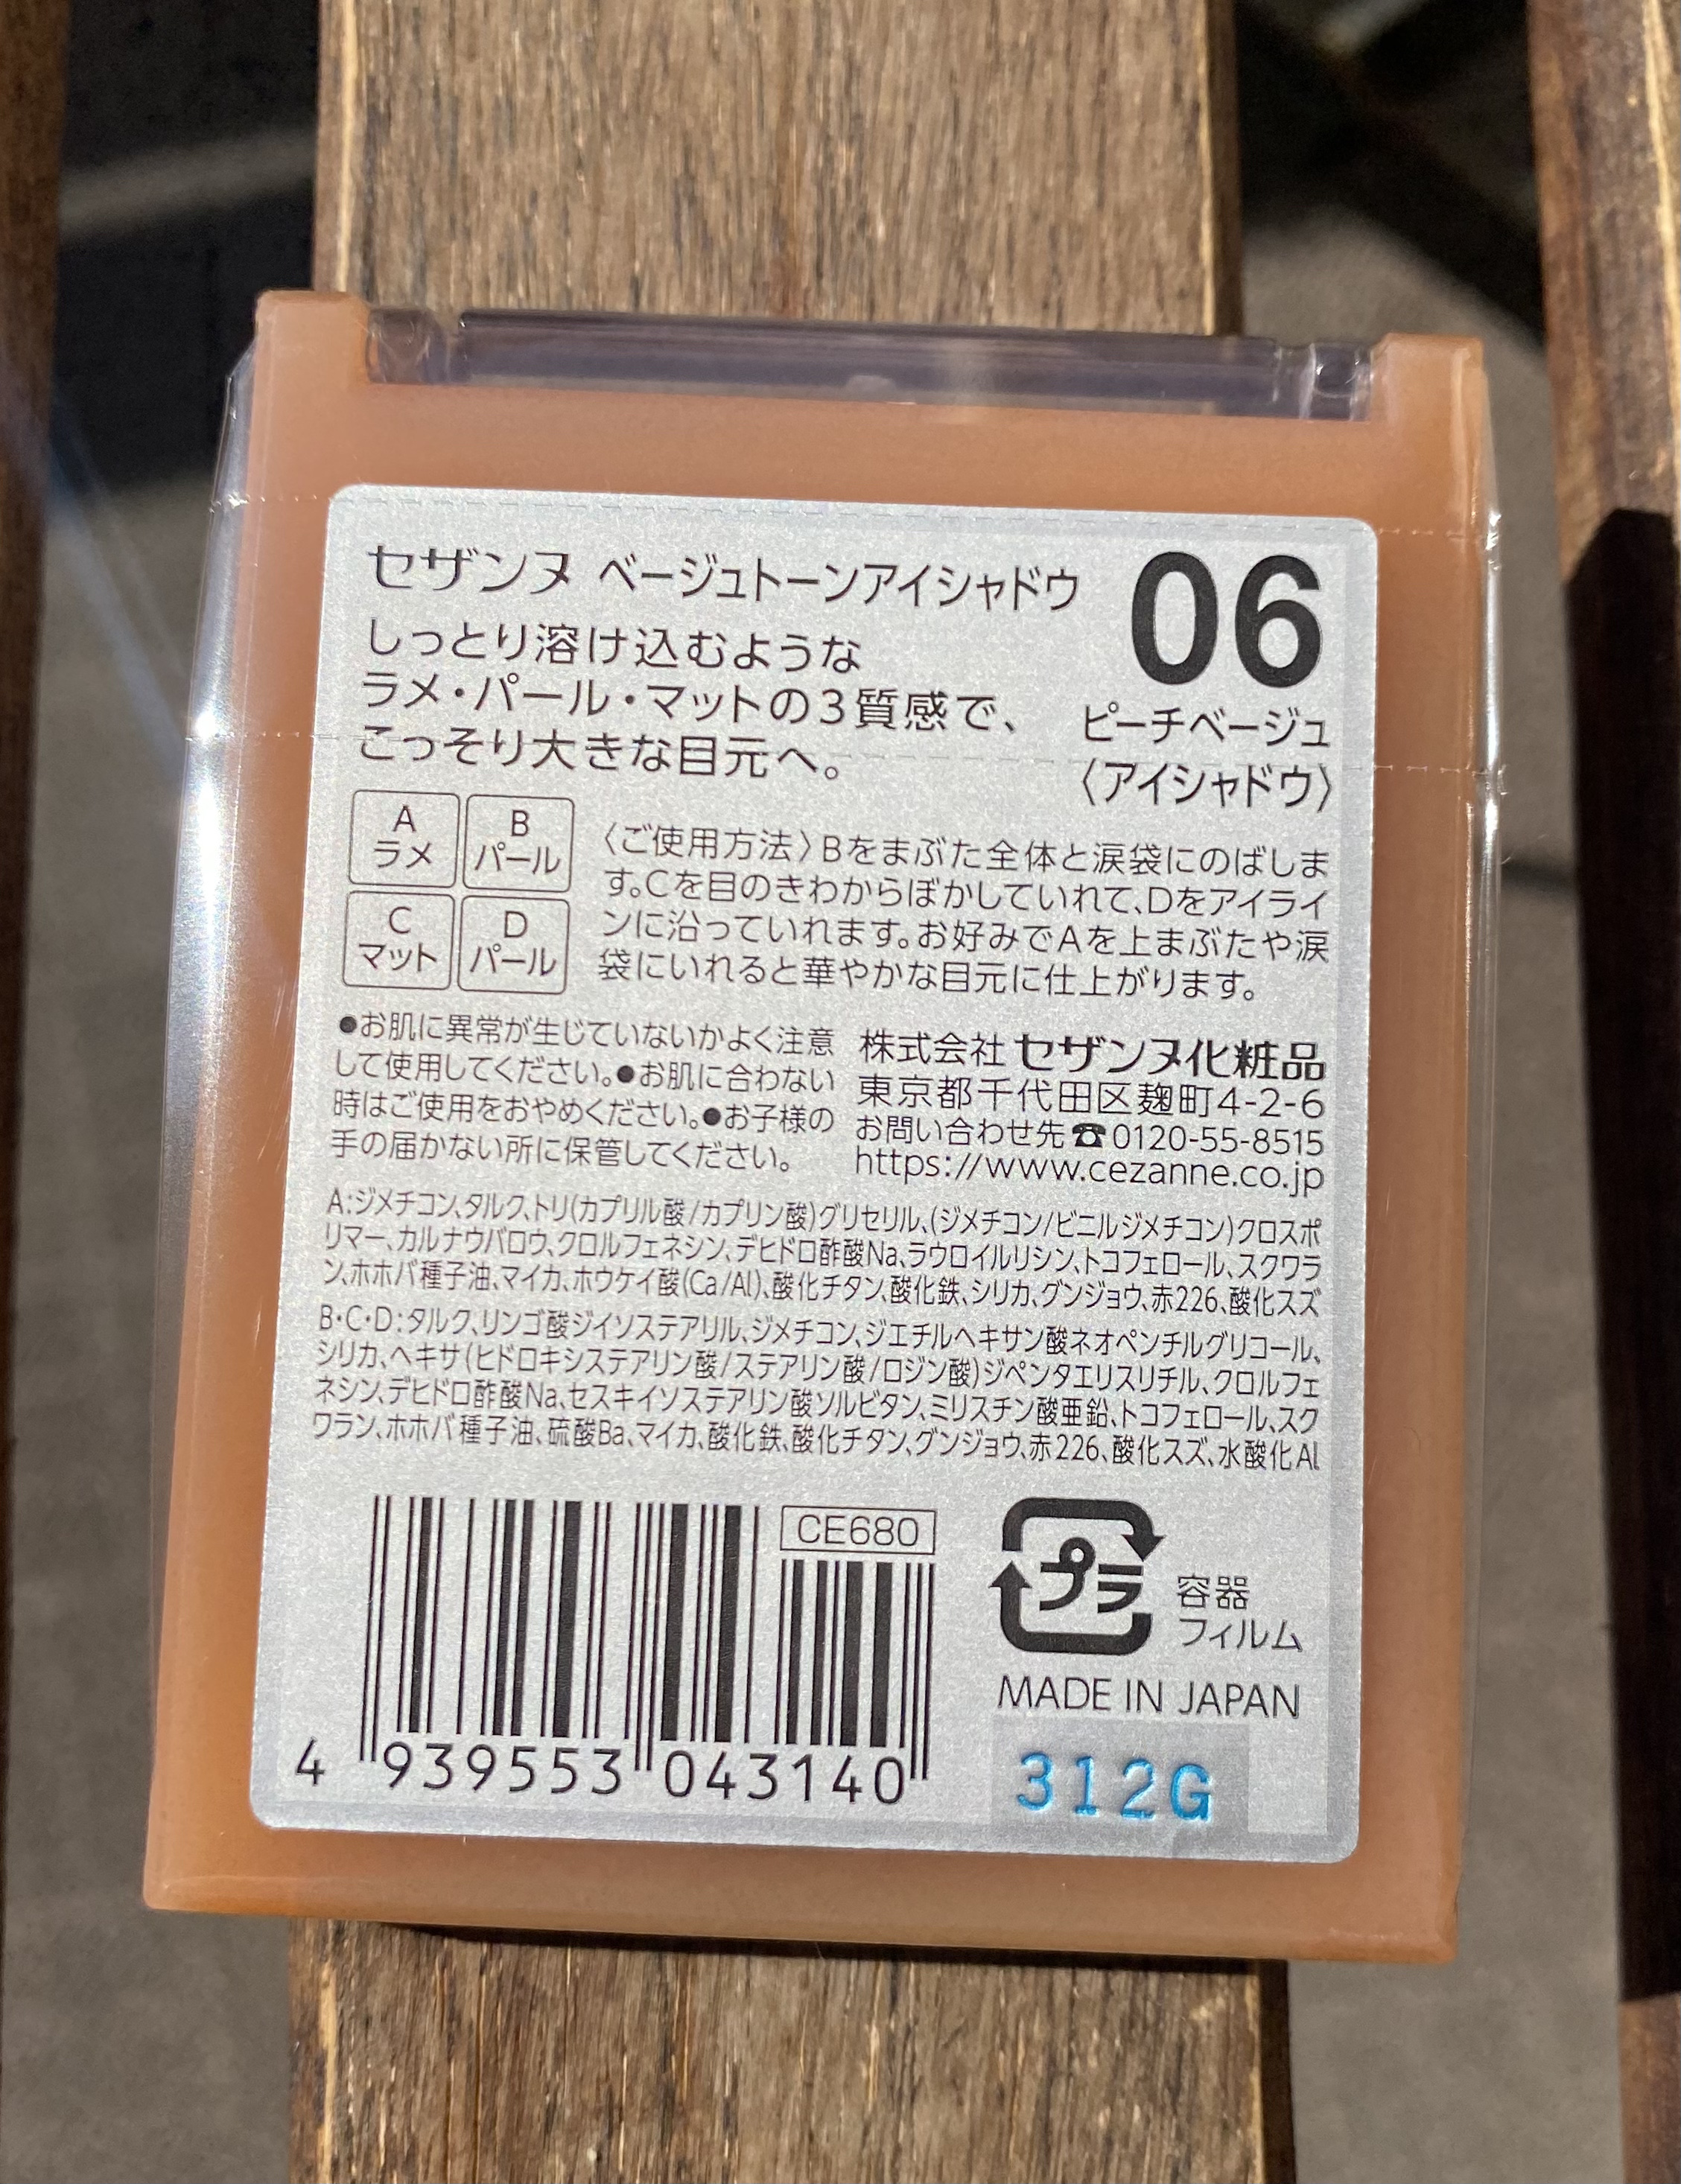 セザンヌ ベージュトーンアイシャドウ
06
しっとり溶け込むような
ラメ・パール・マットの3質感で、
こっそり大きな目元へ。
ピーチベージュ
〈アイシャドウ〉
A
ラメ
B
パール
C
マット
D
パール
〈ご使用方法〉Bをまぶた全体と涙袋にのばしま
す。Cを目のきわからぼかしていれて、Dをアイライ
ンに沿っていれます。お好みでAを上まぶたや涙
袋にいれると華やかな目元に仕上がります。
●お肌に異常が生じていないかよく注意
して使用してください。●お肌に合わない
時はご使用をおやめください。●お子様の
手の届かない所に保管してください。
株式会社 セザンヌ化粧品
東京都千代田区麹町4-2-6
お問い合わせ先☎0120-55-8515
https://www.cezanne.co.jp
A:ジメチコン、タルク、トリ(カプリル酸/カプリン酸)グリセリル、(ジメチコン/ビニルジメチコン)クロスポ
リマー、カルナウバロウ、クロルフェネシン、デヒドロ酢酸Na、ラウロイルリシン、トコフェロール、スクワラ
ン、ホホバ種子油、マイカ、ホウケイ酸(Ca/Al)、酸化チタン、酸化鉄、シリカ、グンジョウ、赤226、酸化スズ
B・C・D:タルク、リンゴ酸ジイソステアリル、ジメチコン、ジエチルヘキサン酸ネオペンチルグリコール、
シリカ、ヘキサ(ヒドロキシステアリン酸/ステアリン酸/ロジン酸)ジペンタエリスリチル、クロルフェ
ネシン、デヒドロ酢酸Na、セスキイソステアリン酸ソルビタン、ミリスチン酸亜鉛、トコフェロール、スク
ワラン、ホホバ種子油、硫酸Ba、マイカ、酸化鉄、酸化チタン、グンジョウ、赤226、酸化スズ、水酸化Al
CE680
プラ
容器
フィルム
MADE IN JAPAN
4 939553 043140
312G